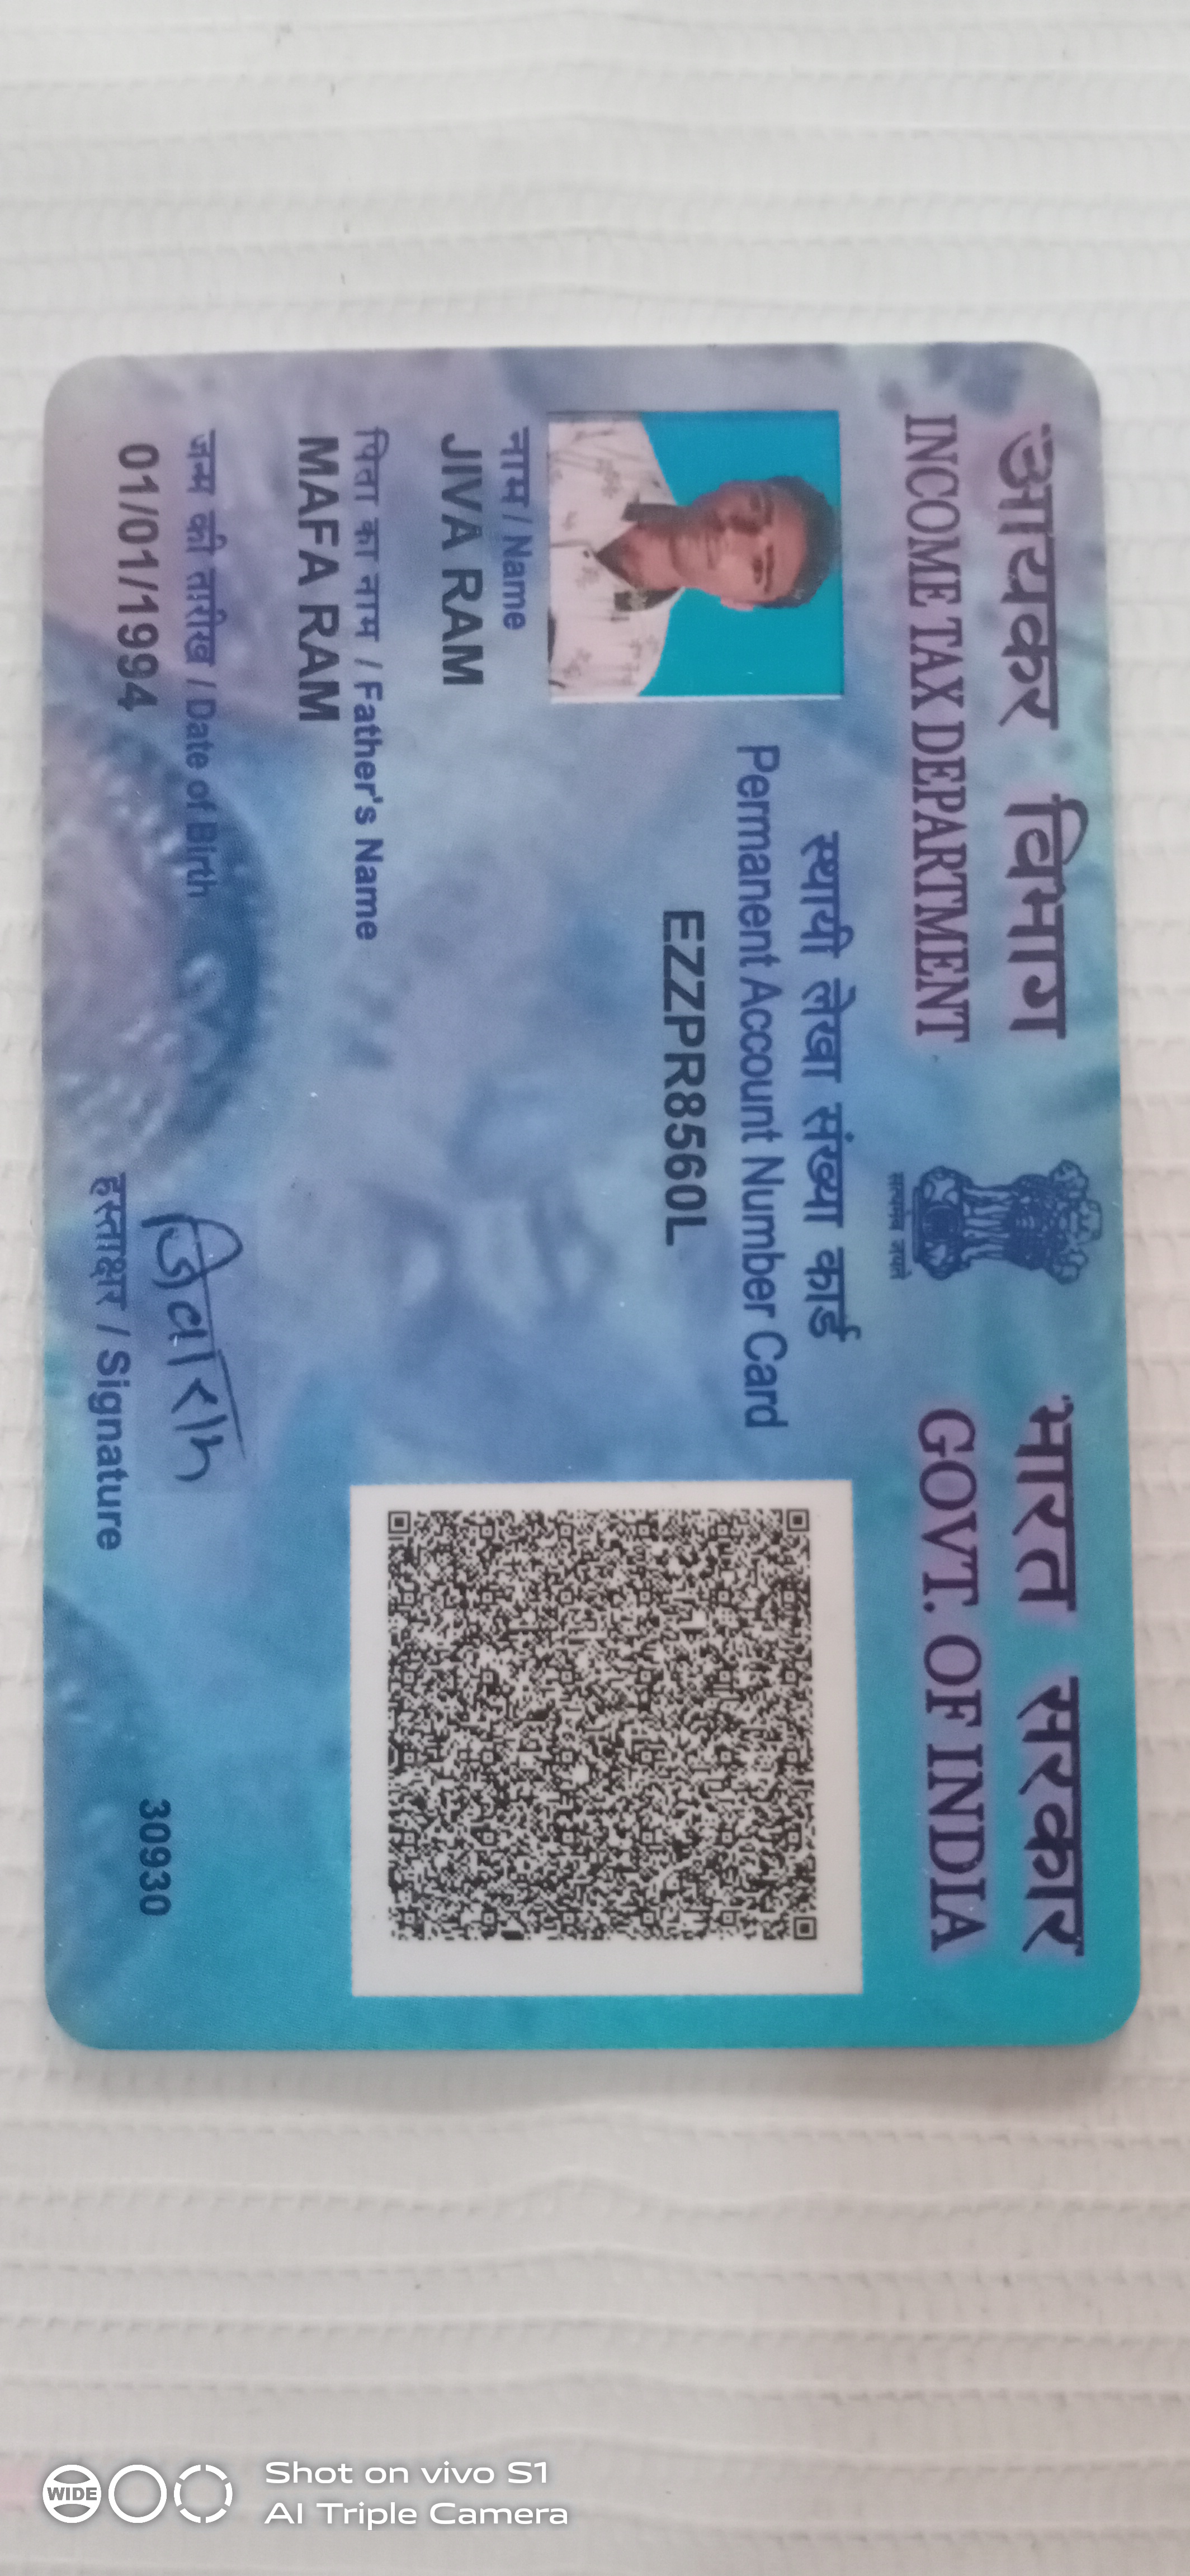 आयकर विभाग
INCOME TAX DEPARTMENT
सत्यमेव जयते
भारत सरकार
GOVT. OF INDIA
स्थायी लेखा संख्या कार्ड
Permanent Account Number Card
EZZPR8560L
नाम / Name
JIVA RAM
पिता का नाम / Father's Name
MAFA RAM
जन्म की तारीख / Date of Birth
01/01/1994
जिवाराम
हस्ताक्षर / Signature
30930
WIDE
Shot on vivo S1
AI Triple Camera